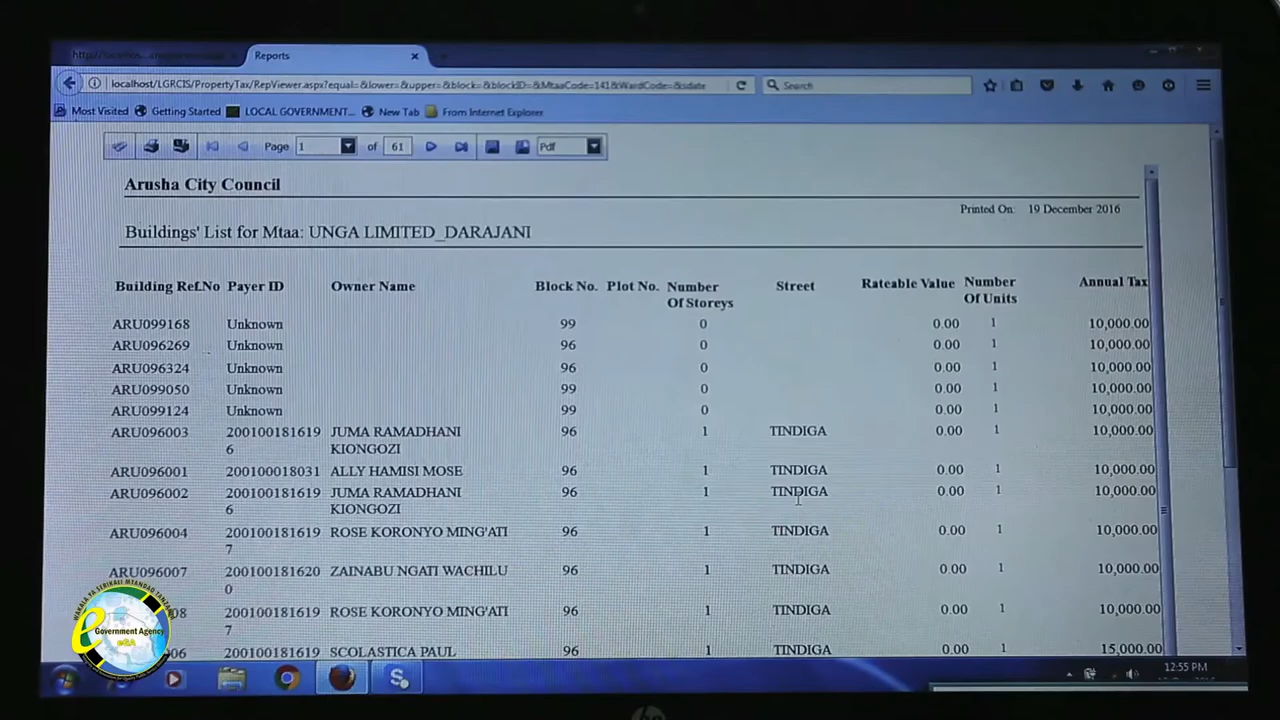 Reports
localhost/LGRCIS/PropertyTax/RepViewer.aspx?equal=&lower=&upper=&block=&blockID=&MtaaCode=141&WardCode=&sdate
Search
Most Visited Getting Started LOCAL GOVERNMENT... New Tab From Internet Explorer
Page 1 of 61 Pdf
Arusha City Council
Printed On: 19 December 2016
Buildings' List for Mtaa: UNGA LIMITED_DARAJANI
Building Ref.No Payer ID Owner Name Block No. Plot No. Number Street Rateable Value Number Annual Tax
Of Storeys Of Units
ARU099168 Unknown 99 0 0.00 1 10,000.00
ARU096269 Unknown 96 0 0.00 1 10,000.00
ARU096324 Unknown 96 0 0.00 1 10,000.00
ARU099050 Unknown 99 0 0.00 1 10,000.00
ARU099124 Unknown 99 0 0.00 1 10,000.00
ARU096003 200100181619 JUMA RAMADHANI 96 1 TINDIGA 0.00 1 10,000.00
6 KIONGOZI
ARU096001 200100018031 ALLY HAMISI MOSE 96 1 TINDIGA 0.00 1 10,000.00
ARU096002 200100181619 JUMA RAMADHANI 96 1 TINDIGA 0.00 1 10,000.00
6 KIONGOZI
ARU096004 200100181619 ROSE KORONYO MING'ATI 96 1 TINDIGA 0.00 1 10,000.00
7
ARU096007 200100181620 ZAINABU NGATI WACHILU 96 1 TINDIGA 0.00 1 10,000.00
0
08 200100181619 ROSE KORONYO MING'ATI 96 1 TINDIGA 0.00 1 10,000.00
7
06 200100181619 SCOLASTICA PAUL 96 1 TINDIGA 0.00 1 15,000.00
WAKALA YA SERIKALI MTANDAO TANZANIA
e Government Agency
eGA
12:55 PM
hp